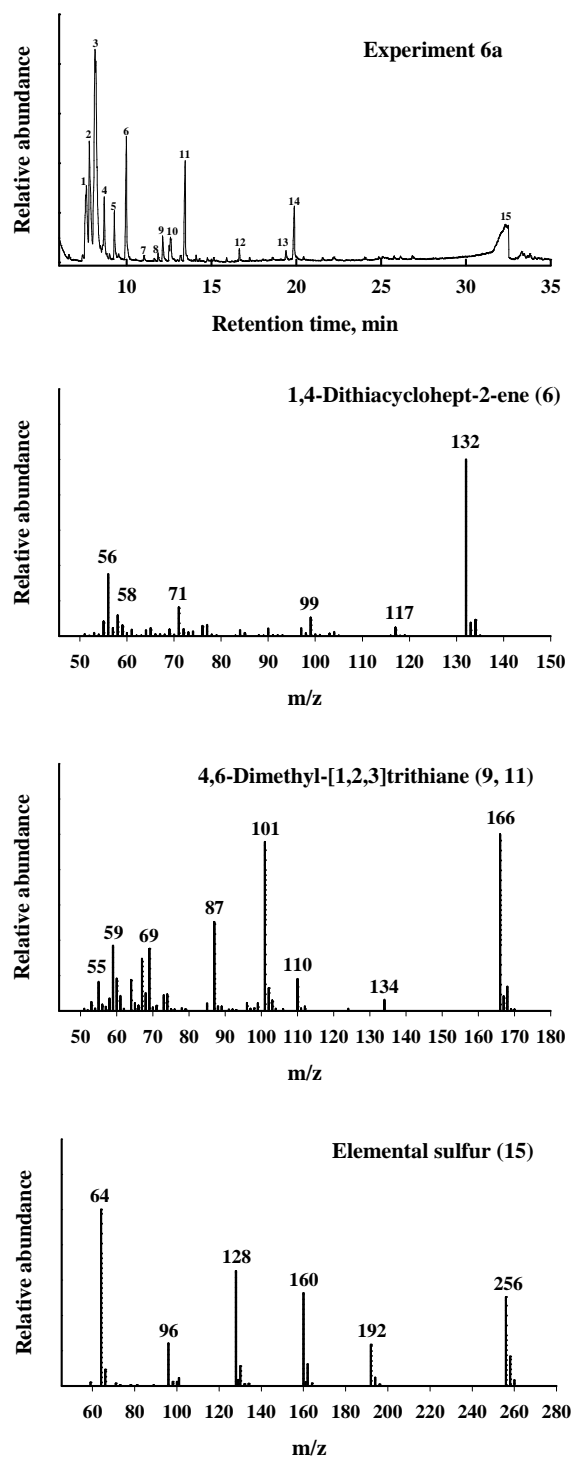 Experiment 6a
Relative abundance
1 2 3 4 5 6 7 8 9 10 11 12 13 14 15
10 15 20 25 30 35
Retention time, min
1,4-Dithiacyclohept-2-ene (6)
Relative abundance
56 58 71 99 117 132
50 60 70 80 90 100 110 120 130 140 150
m/z
4,6-Dimethyl-[1,2,3]trithiane (9, 11)
Relative abundance
55 59 69 87 101 110 134 166
50 60 70 80 90 100 110 120 130 140 150 160 170 180
m/z
Elemental sulfur (15)
Relative abundance
64 96 128 160 192 256
60 80 100 120 140 160 180 200 220 240 260 280
m/z